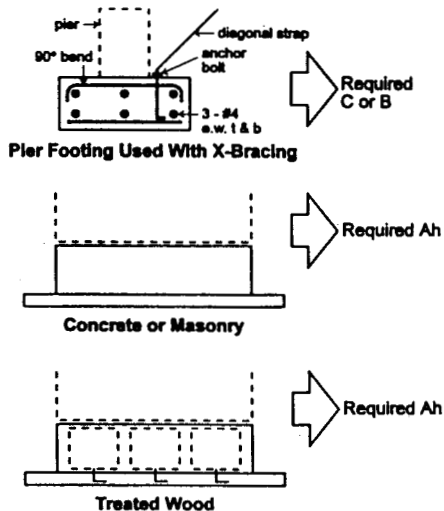 pier
diagonal strap
90° bend
anchor
bolt
3 - #4
e.w. t & b
Required
C or B
Pier Footing Used With X-Bracing
Required Ah
Concrete or Masonry
Required Ah
Treated Wood